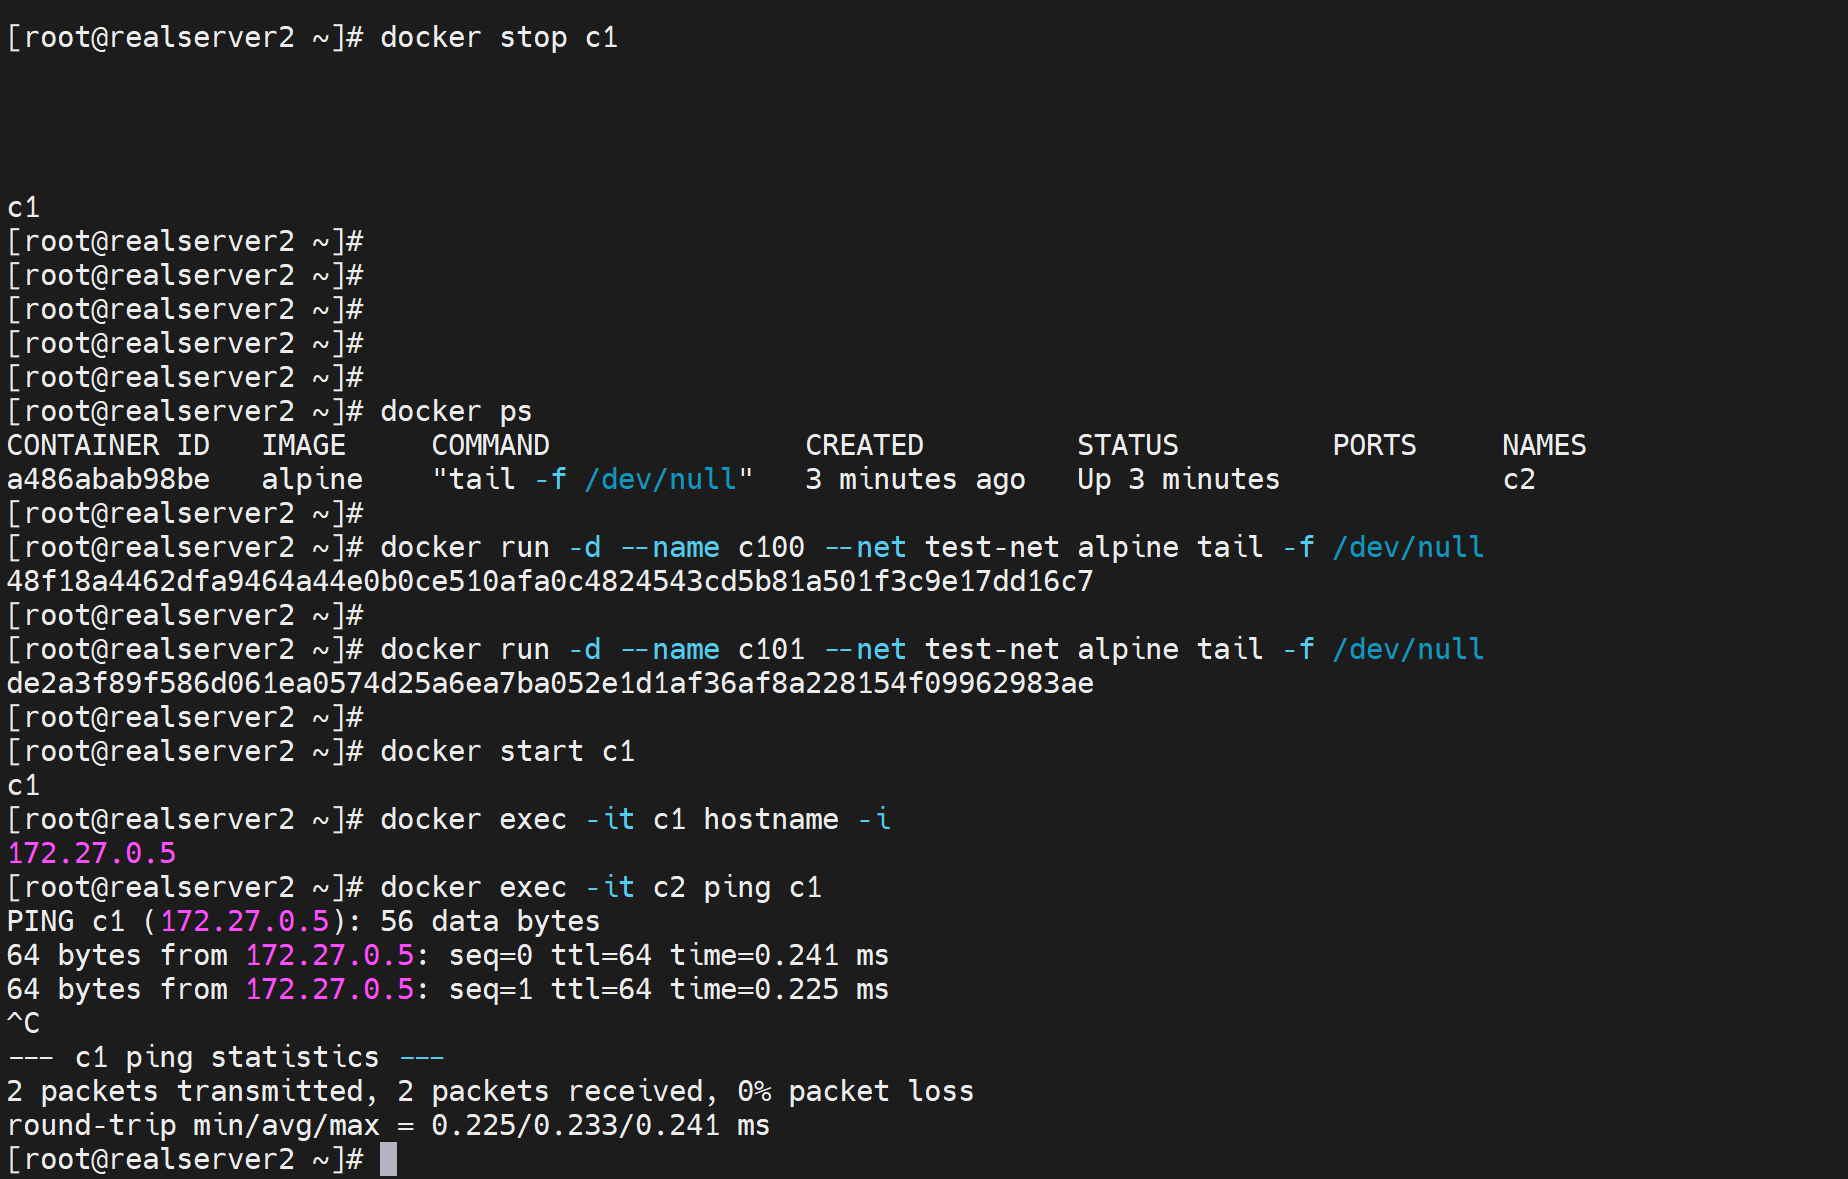 [root@realserver2 ~]# docker stop c1
c1
[root@realserver2 ~]#
[root@realserver2 ~]#
[root@realserver2 ~]#
[root@realserver2 ~]#
[root@realserver2 ~]#
[root@realserver2 ~]# docker ps
CONTAINER ID   IMAGE     COMMAND               CREATED         STATUS         PORTS     NAMES
a486abab98be   alpine    "tail -f /dev/null"   3 minutes ago   Up 3 minutes             c2
[root@realserver2 ~]#
[root@realserver2 ~]# docker run -d --name c100 --net test-net alpine tail -f /dev/null
48f18a4462dfa9464a44e0b0ce510afa0c4824543cd5b81a501f3c9e17dd16c7
[root@realserver2 ~]#
[root@realserver2 ~]# docker run -d --name c101 --net test-net alpine tail -f /dev/null
de2a3f89f586d061ea0574d25a6ea7ba052e1d1af36af8a228154f09962983ae
[root@realserver2 ~]#
[root@realserver2 ~]# docker start c1
c1
[root@realserver2 ~]# docker exec -it c1 hostname -i
172.27.0.5
[root@realserver2 ~]# docker exec -it c2 ping c1
PING c1 (172.27.0.5): 56 data bytes
64 bytes from 172.27.0.5: seq=0 ttl=64 time=0.241 ms
64 bytes from 172.27.0.5: seq=1 ttl=64 time=0.225 ms
^C
--- c1 ping statistics ---
2 packets transmitted, 2 packets received, 0% packet loss
round-trip min/avg/max = 0.225/0.233/0.241 ms
[root@realserver2 ~]#